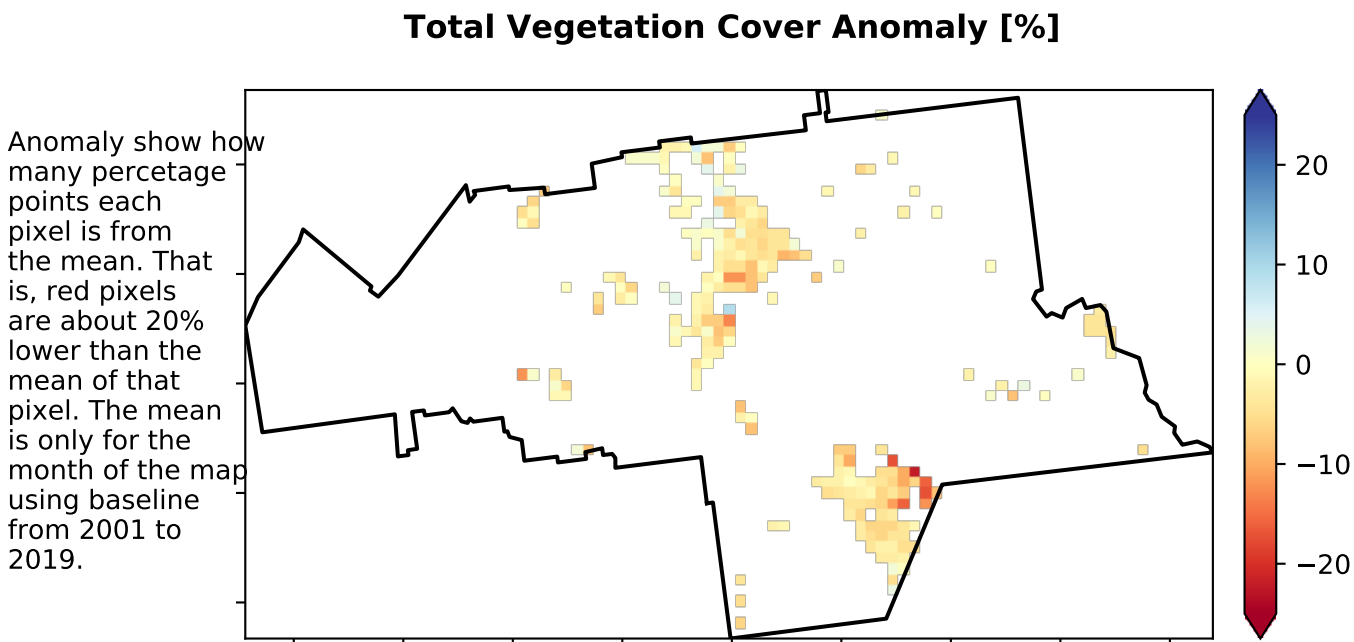 Total Vegetation Cover Anomaly [%]
Anomaly show how
many percetage
points each
pixel is from
the mean. That
is, red pixels
are about 20%
lower than the
mean of that
pixel. The mean
is only for the
month of the map
using baseline
from 2001 to
2019.
20
10
0
−10
−20